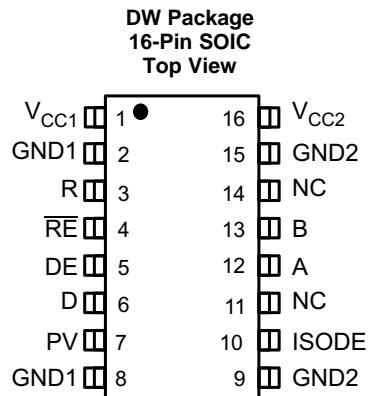 DW Package
16-Pin SOIC
Top View
VCC1 1 16 VCC2
GND1 2 15 GND2
R 3 14 NC
RE 4 13 B
DE 5 12 A
D 6 11 NC
PV 7 10 ISODE
GND1 8 9 GND2